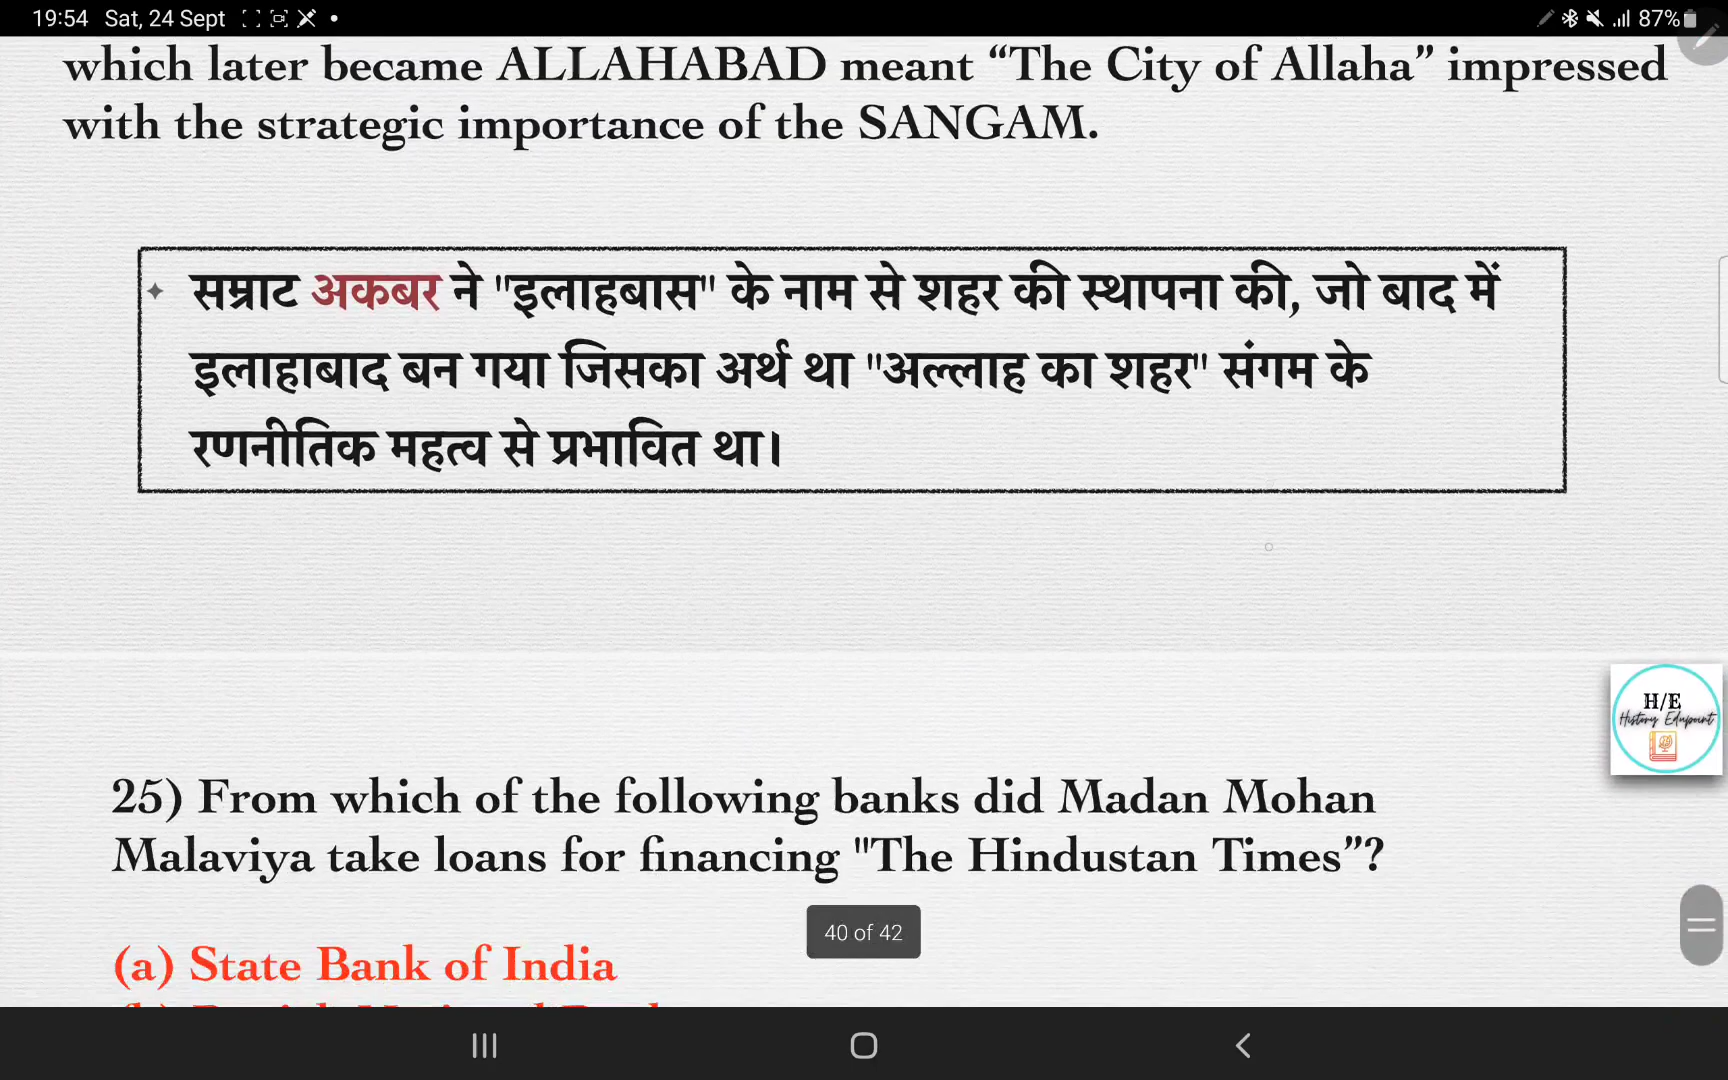 19:54 Sat, 24 Sept
87%
which later became ALLAHABAD meant “The City of Allaha” impressed
with the strategic importance of the SANGAM.
सम्राट अकबर ने "इलाहबास" के नाम से शहर की स्थापना की, जो बाद में
इलाहाबाद बन गया जिसका अर्थ था "अल्लाह का शहर" संगम के
रणनीतिक महत्व से प्रभावित था।
H/E
History Edupoint
25) From which of the following banks did Madan Mohan
Malaviya take loans for financing "The Hindustan Times”?
40 of 42
(a) State Bank of India